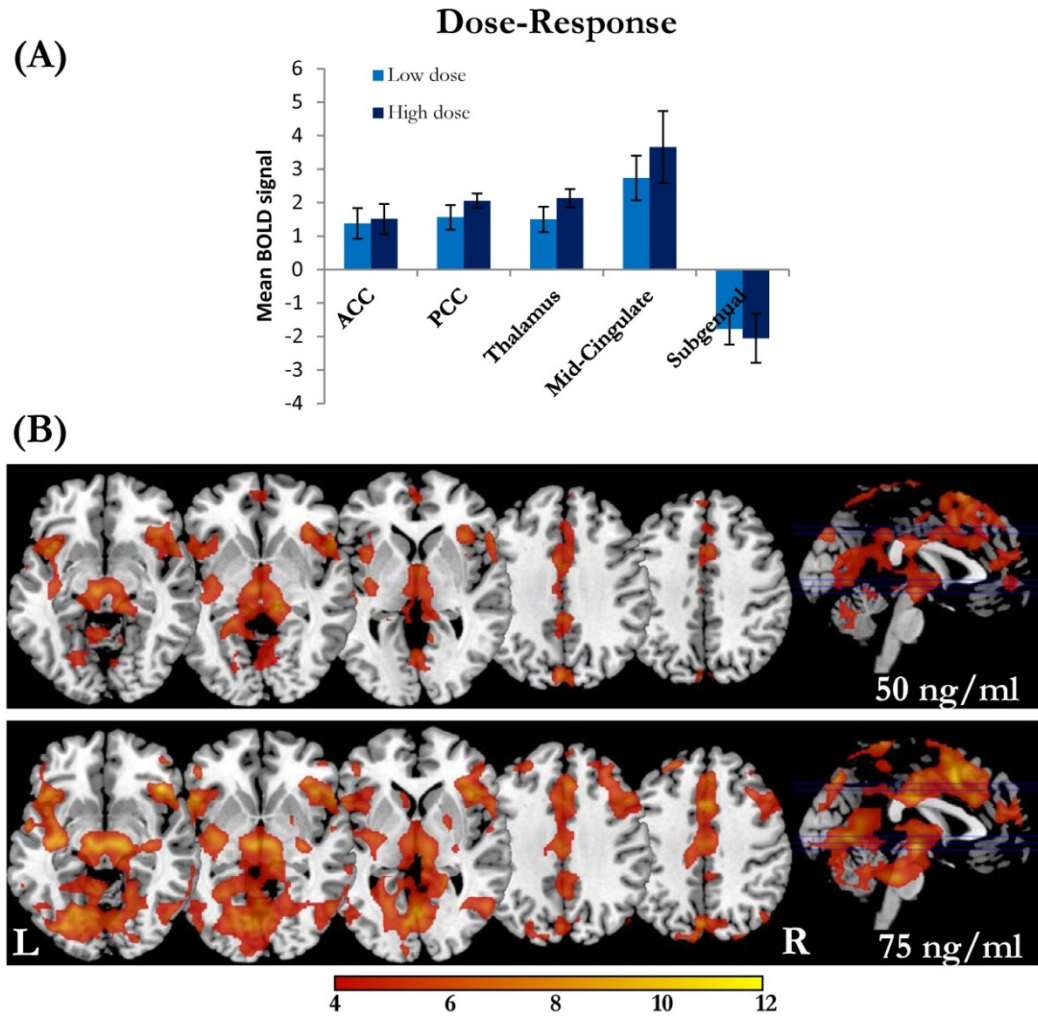 Dose-Response
(A)
Low dose
High dose
Mean BOLD signal
6
5
4
3
2
1
0
-1
-2
-3
-4
ACC
PCC
Thalamus
Mid-Cingulate
Subgenual
(B)
50 ng/ml
L
R
75 ng/ml
4
6
8
10
12